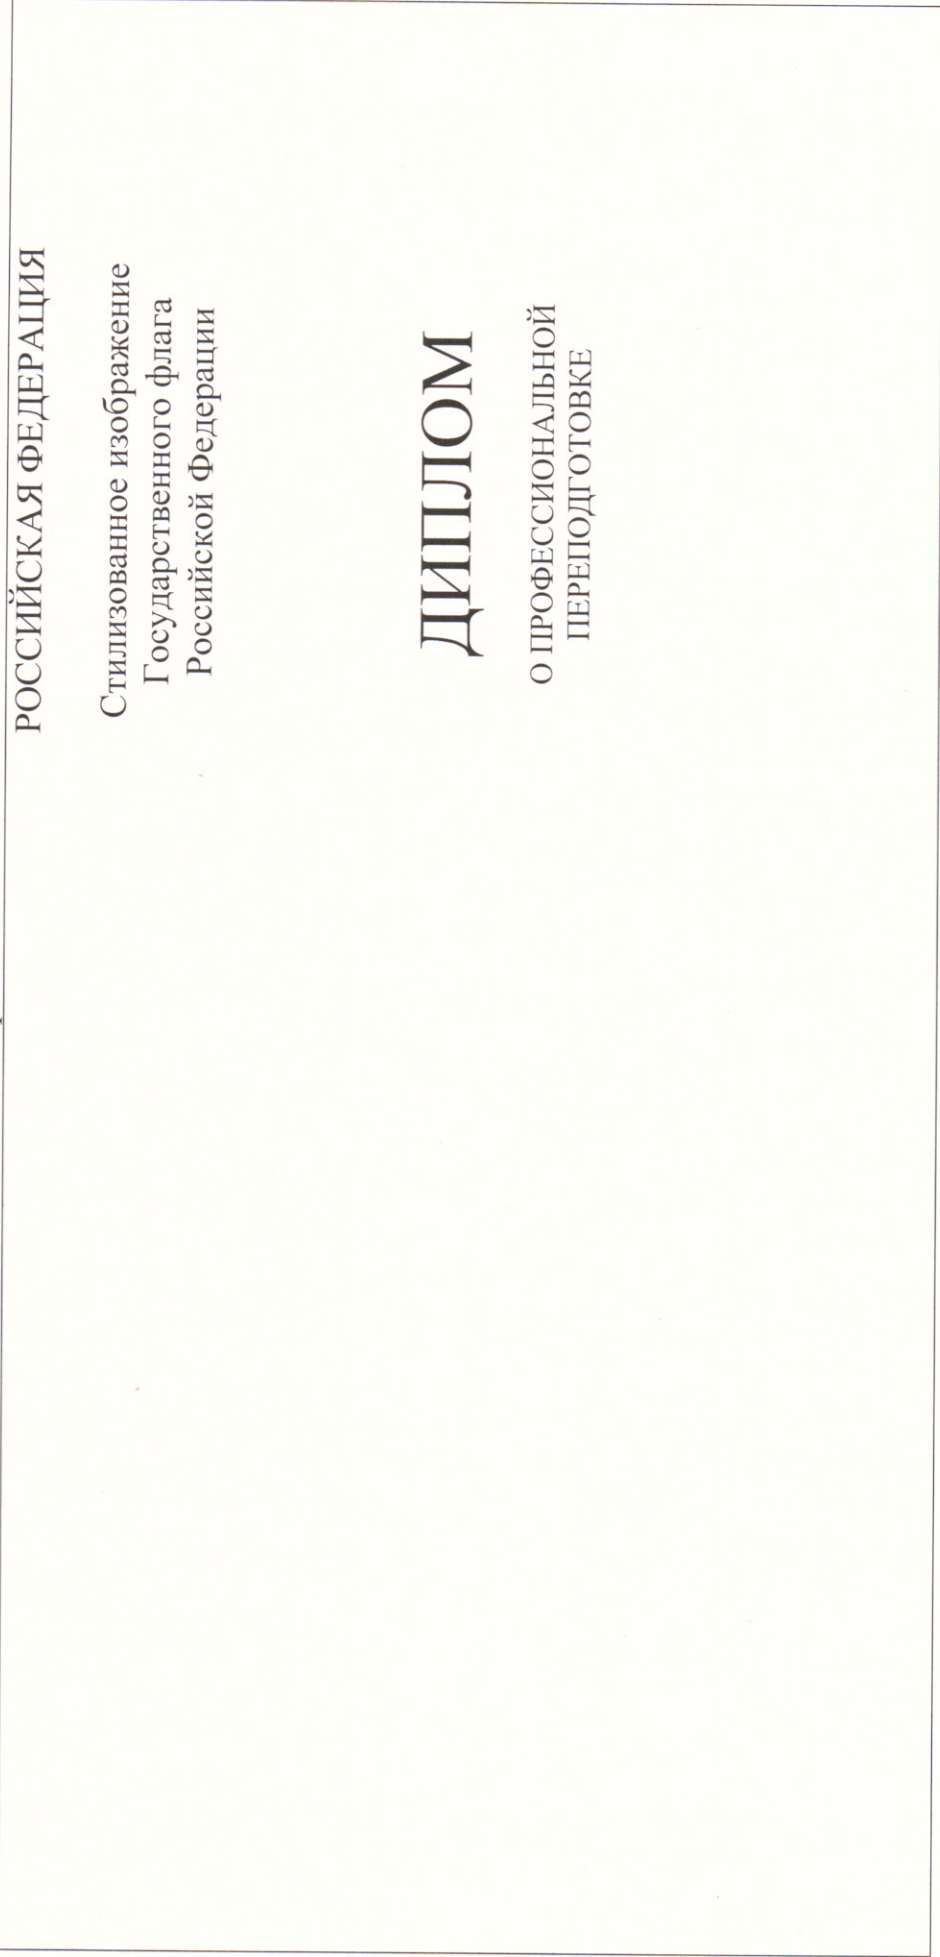 РОССИЙСКАЯ ФЕДЕРАЦИЯ
Стилизованное изображение
Государственного флага
Российской Федерации
ДИПЛОМ
О ПРОФЕССИОНАЛЬНОЙ
ПЕРЕПОДГОТОВКЕ